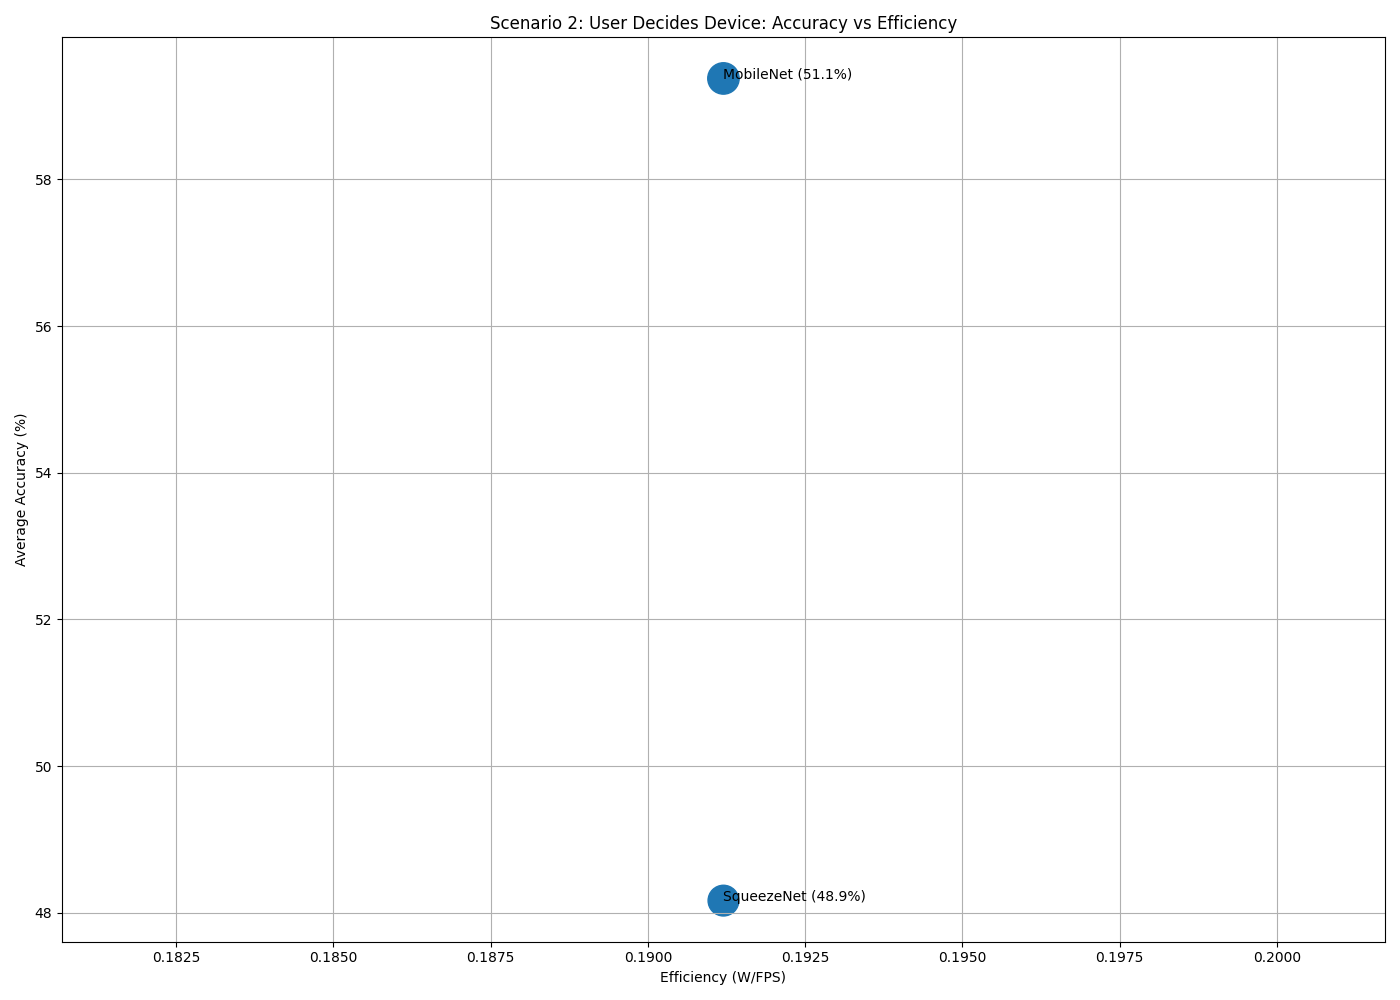 Scenario 2: User Decides Device: Accuracy vs Efficiency
MobileNet (51.1%)
58
56
54
52
50
48
Average Accuracy (%)
SqueezeNet (48.9%)
0.1825 0.1850 0.1875 0.1900 0.1925 0.1950 0.1975 0.2000
Efficiency (W/FPS)